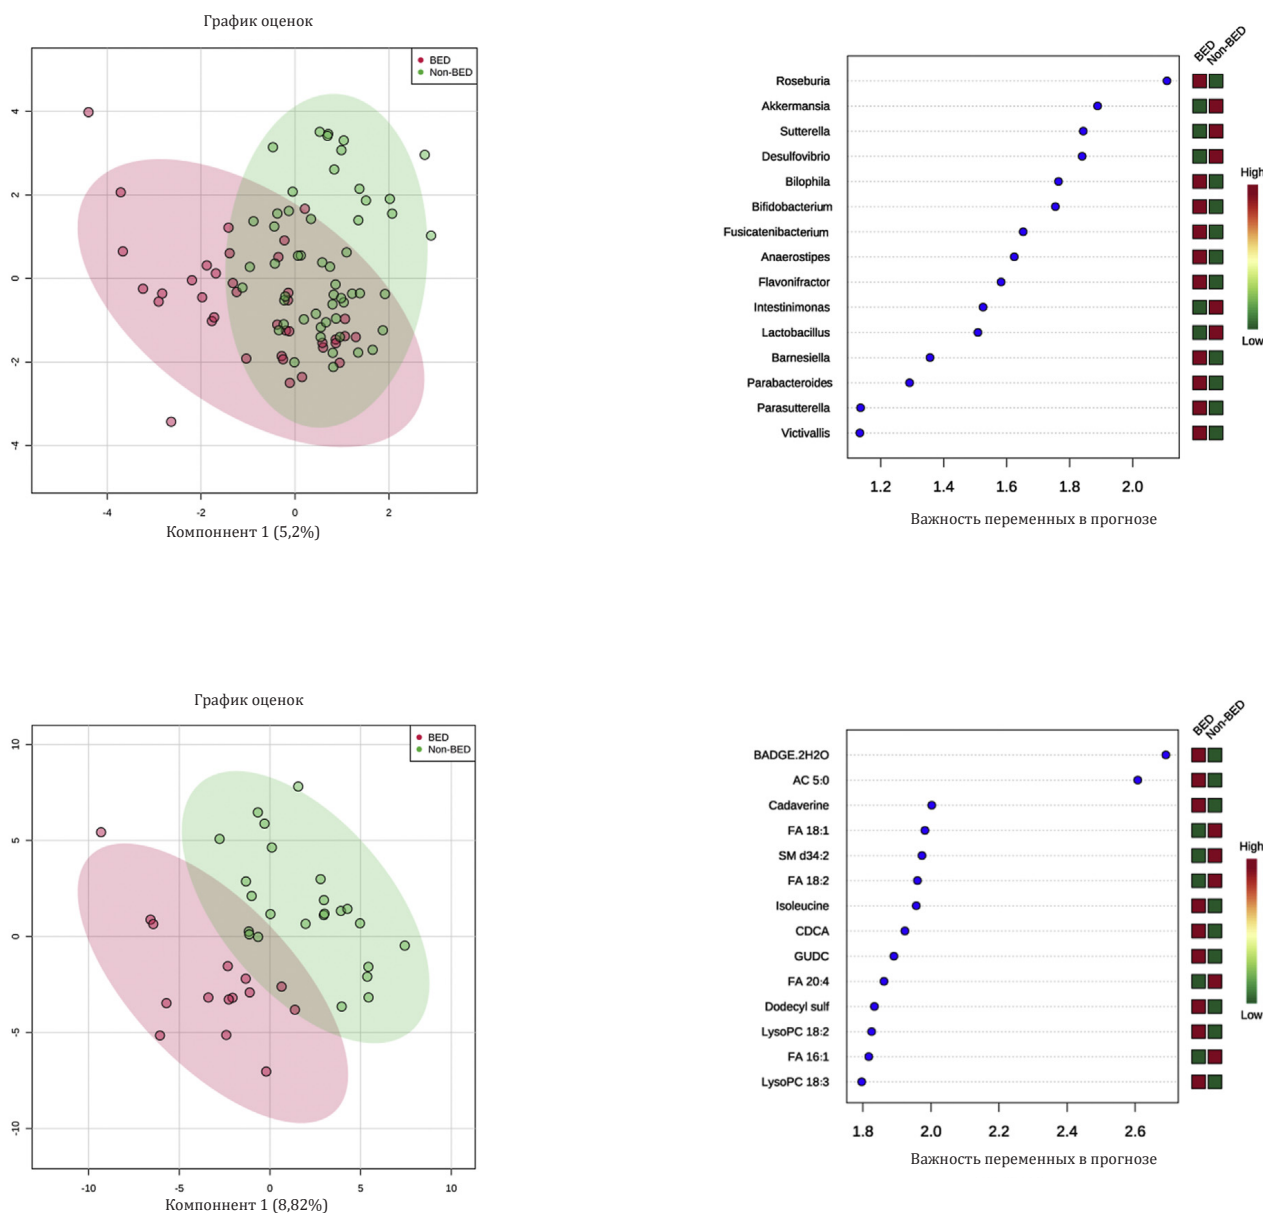 График оценок
BED
Non-BED
4
2
0
-2
-4
-4
-2
0
2
Компоннент 1 (5,2%)
BED
Non-BED
Roseburia
Akkermansia
Sutterella
Desulfovibrio
Bilophila
Bifidobacterium
Fusicatenibacterium
Anaerostipes
Flavonifractor
Intestinimonas
Lactobacillus
Barnesiella
Parabacteroides
Parasutterella
Victivallis
High
Low
1.2
1.4
1.6
1.8
2.0
Важность переменных в прогнозе
График оценок
BED
Non-BED
10
5
0
-5
-10
-10
-5
0
5
10
Компоннент 1 (8,82%)
BED
Non-BED
BADGE.2H2O
AC 5:0
Cadaverine
FA 18:1
SM d34:2
FA 18:2
Isoleucine
CDCA
GUDC
FA 20:4
Dodecyl sulf
LysoPC 18:2
FA 16:1
LysoPC 18:3
High
Low
1.8
2.0
2.2
2.4
2.6
Важность переменных в прогнозе